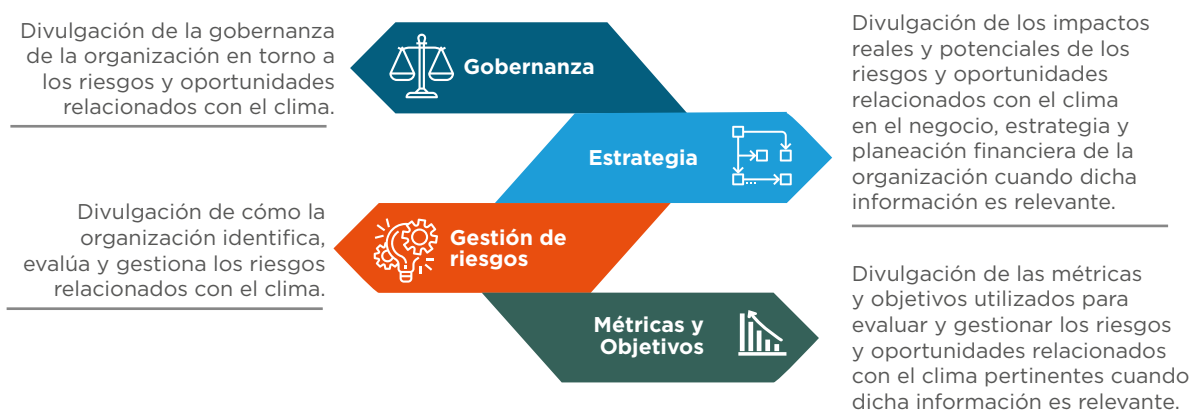 Divulgación de la gobernanza
de la organización en torno a
los riesgos y oportunidades
relacionados con el clima.
Gobernanza
Divulgación de los impactos
reales y potenciales de los
riesgos y oportunidades
relacionados con el clima
en el negocio, estrategia y
planeación financiera de la
organización cuando dicha
información es relevante.
Estrategia
Divulgación de cómo la
organización identifica,
evalúa y gestiona los riesgos
relacionados con el clima.
Gestión de
riesgos
Métricas y
Objetivos
Divulgación de las métricas
y objetivos utilizados para
evaluar y gestionar los riesgos
y oportunidades relacionados
con el clima pertinentes cuando
dicha información es relevante.